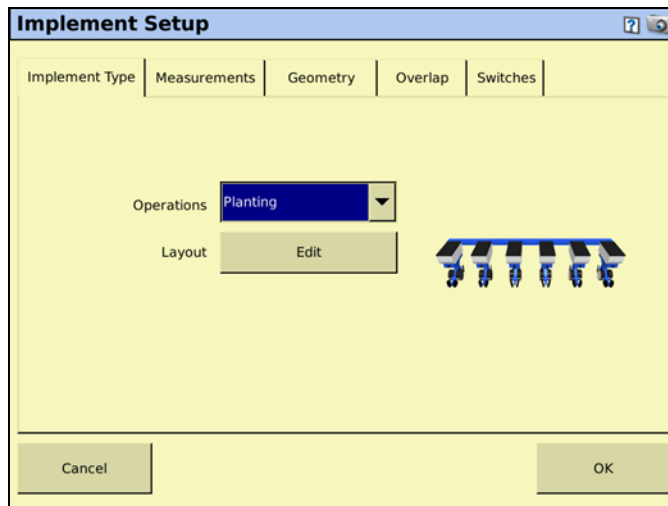 Implement Setup
?
Implement Type Measurements Geometry Overlap Switches
Operations Planting
Layout Edit
Cancel OK